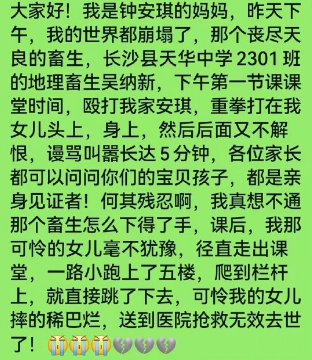 大家好！我是钟安琪的妈妈，昨天下
午，我的世界都崩塌了，那个丧尽天
良的畜生，长沙县天华中学2301班
的地理畜生吴纳新，下午第一节课课
堂时间，殴打我家安琪，重拳打在我
女儿头上，身上，然后后面又不解
恨，谩骂叫嚣长达5分钟，各位家长
都可以问问你们的宝贝孩子，都是亲
身见证者！何其残忍啊，我真想不通
那个畜生怎么下得了手，课后，我那
可怜的女儿毫不犹豫，径直走出课
堂，一路小跑上了五楼，爬到栏杆
上，就直接跳了下去，可怜我的女儿
摔的稀巴烂，送到医院抢救无效去世
了！😭😭😭💔💔💔